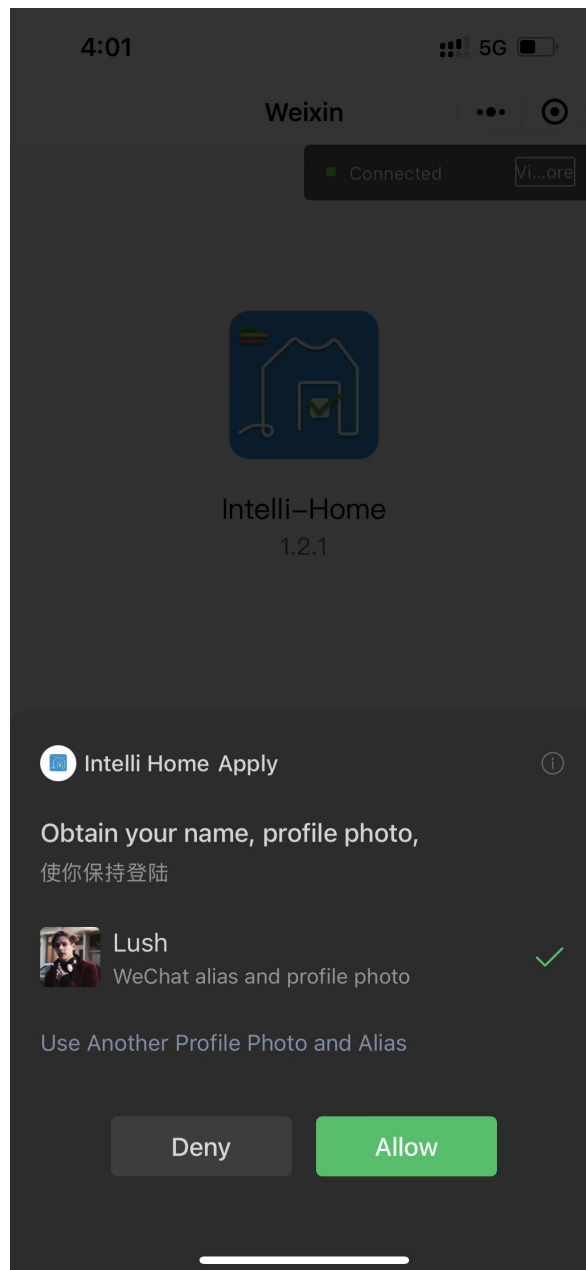 4:01
5G
Weixin
Connected
Vi...ore
Intelli-Home
1.2.1
Intelli Home Apply
Obtain your name, profile photo,
使你保持登陆
Lush
WeChat alias and profile photo
Use Another Profile Photo and Alias
Deny
Allow